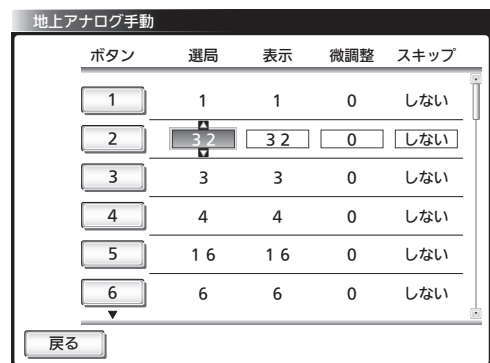 地上アナログ手動
ボタン 選局 表示 微調整 スキップ
1 1 1 0 しない
2 32 32 0 しない
3 3 3 0 しない
4 4 4 0 しない
5 16 16 0 しない
6 6 6 0 しない
戻る